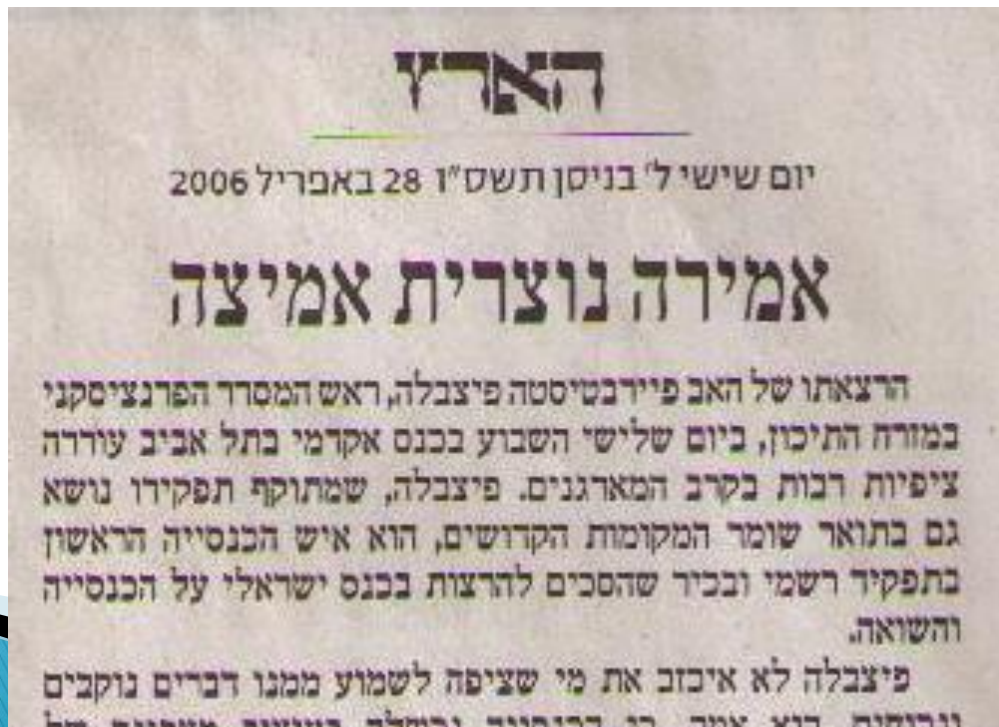 הארץ
יום שישי ל' בניסן תשס"ו 28 באפריל 2006
אמירה נוצרית אמיצה
הרצאתו של האב פיירבטיסטה פיצבלה, ראש המסדר הפרנציסקני
במזרח התיכון, ביום שלישי השבוע בכנס אקדמי בתל אביב עוררה
ציפיות רבות בקרב המארגנים. פיצבלה, שמתוקף תפקידו נושא
גם בתואר שומר המקומות הקדושים, הוא איש הכנסייה הראשון
בתפקיד רשמי ובכיר שהסכים להרצות בכנס ישראלי על הכנסייה
והשואה.
פיצבלה לא איכזב את מי שציפה לשמוע ממנו דברים נוקבים